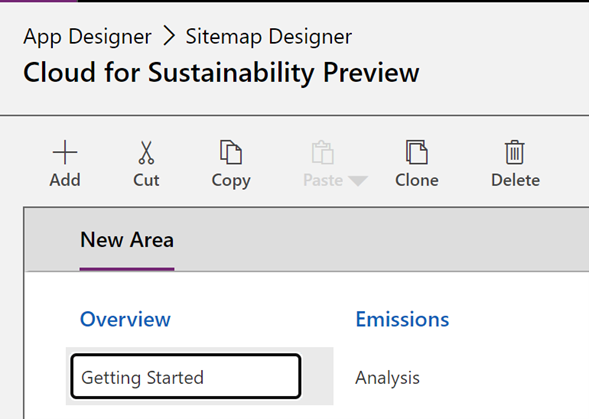 App Designer > Sitemap Designer
Cloud for Sustainability Preview
Add Cut Copy Paste Clone Delete
New Area
Overview Emissions
Getting Started Analysis